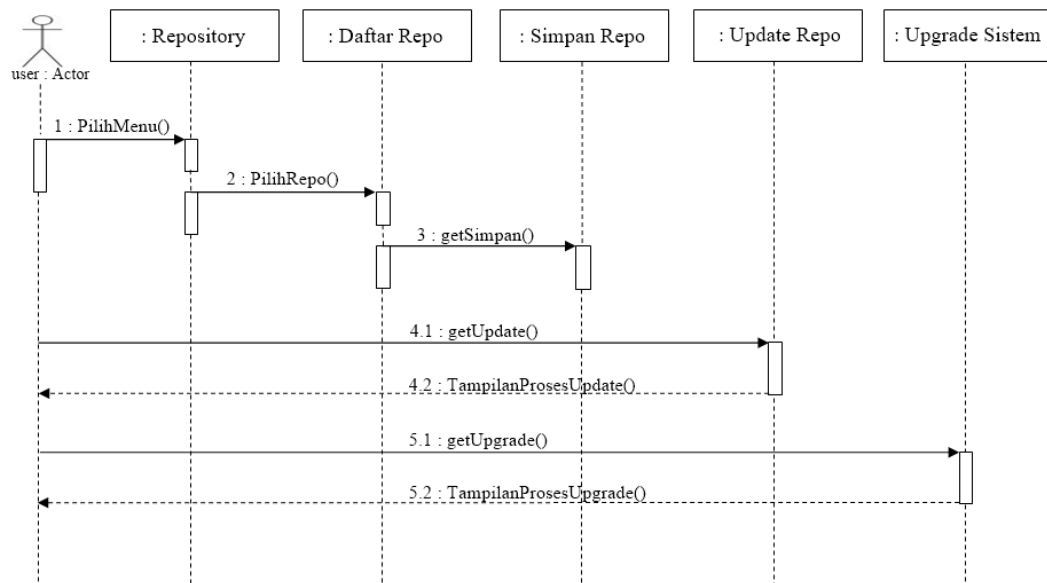 : Repository
: Daftar Repo
: Simpan Repo
: Update Repo
: Upgrade Sistem
user : Actor
1 : PilihMenu()
2 : PilihRepo()
3 : getSimpan()
4.1 : getUpdate()
4.2 : TampilanProsesUpdate()
5.1 : getUpgrade()
5.2 : TampilanProsesUpgrade()